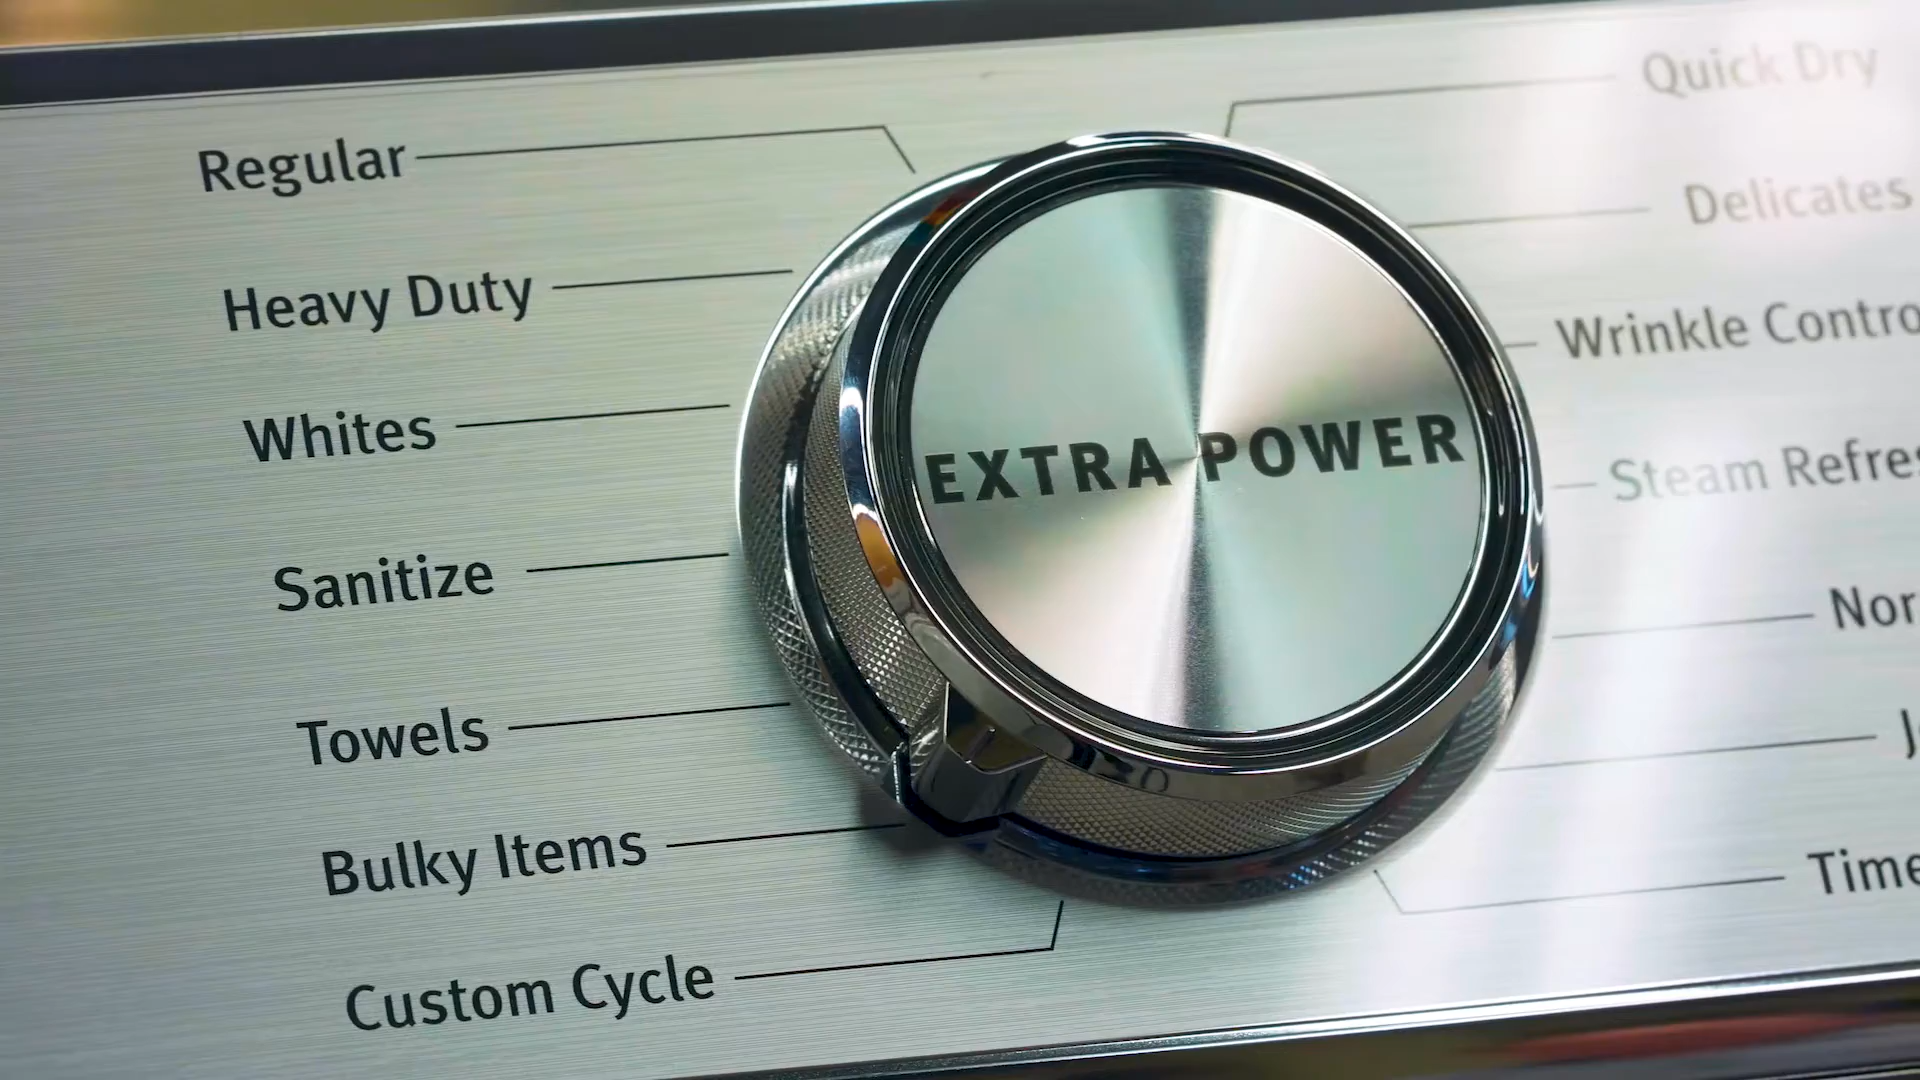 Regular
Heavy Duty
Whites
Sanitize
Towels
Bulky Items
Custom Cycle
EXTRA POWER
Quick Dry
Delicates
Wrinkle Contro
Steam Refres
Nor
J
Time